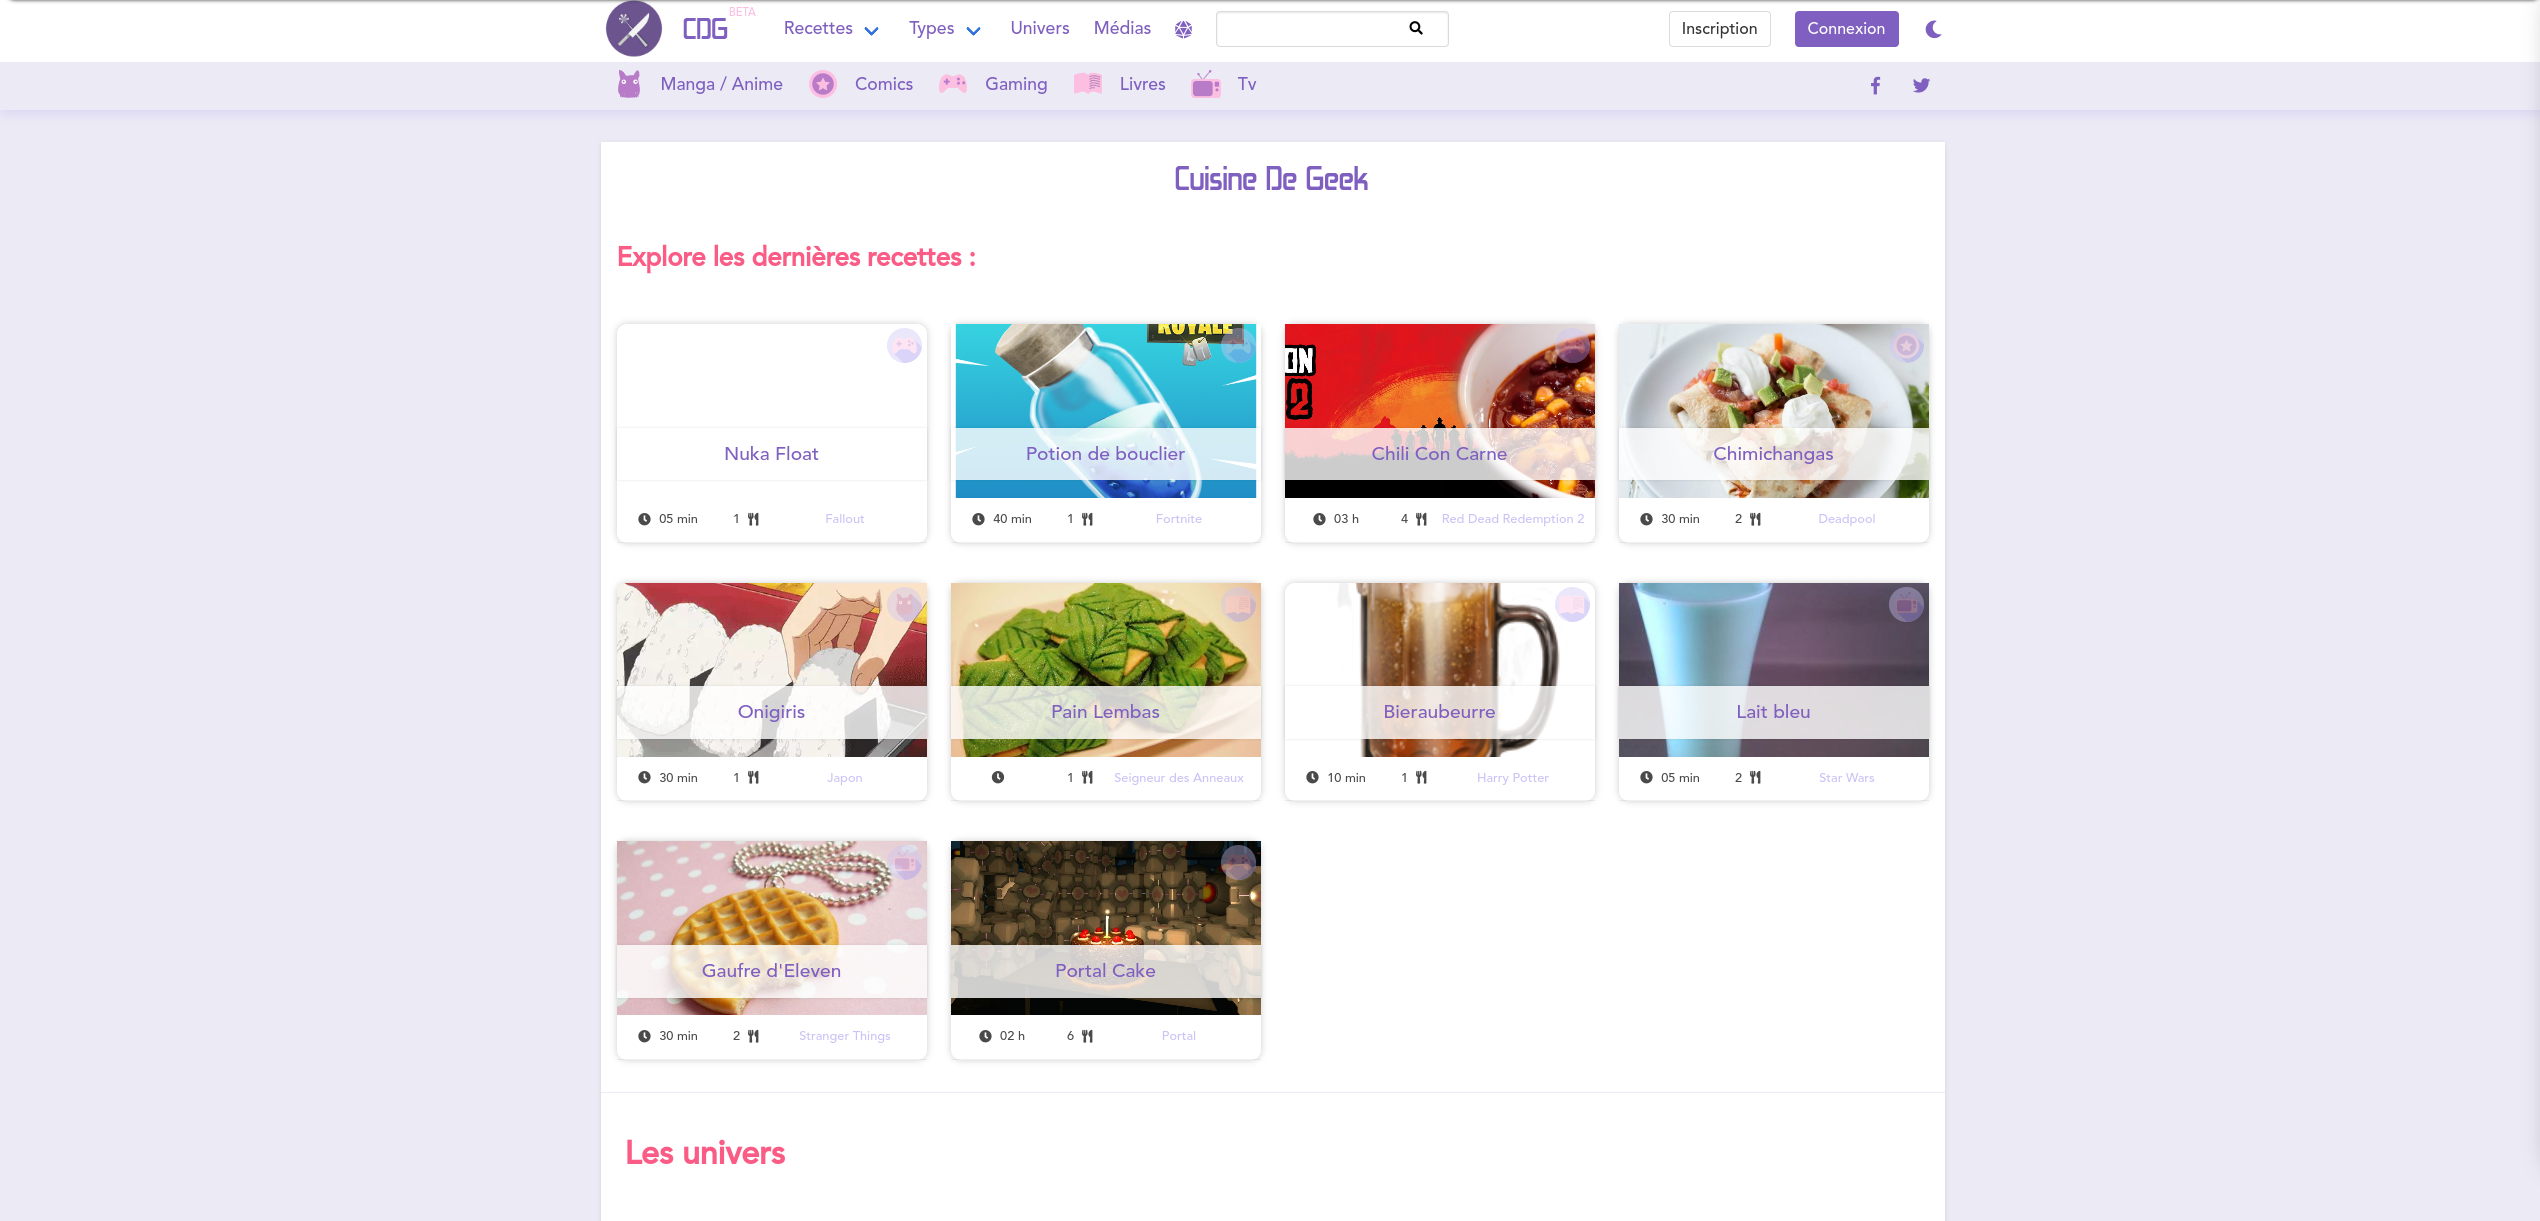 CDG BETA Recettes Types Univers Médias Inscription Connexion
Manga / Anime Comics Gaming Livres Tv
Cuisine De Geek
Explore les dernières recettes :
ROYALE
ON
2
Nuka Float
Potion de bouclier
Chili Con Carne
Chimichangas
05 min 1 Fallout
40 min 1 Fortnite
03 h 4 Red Dead Redemption 2
30 min 2 Deadpool
Onigiris
Pain Lembas
Bieraubeurre
Lait bleu
30 min 1 Japon
1 Seigneur des Anneaux
10 min 1 Harry Potter
05 min 2 Star Wars
Gaufre d'Eleven
Portal Cake
30 min 2 Stranger Things
02 h 6 Portal
Les univers